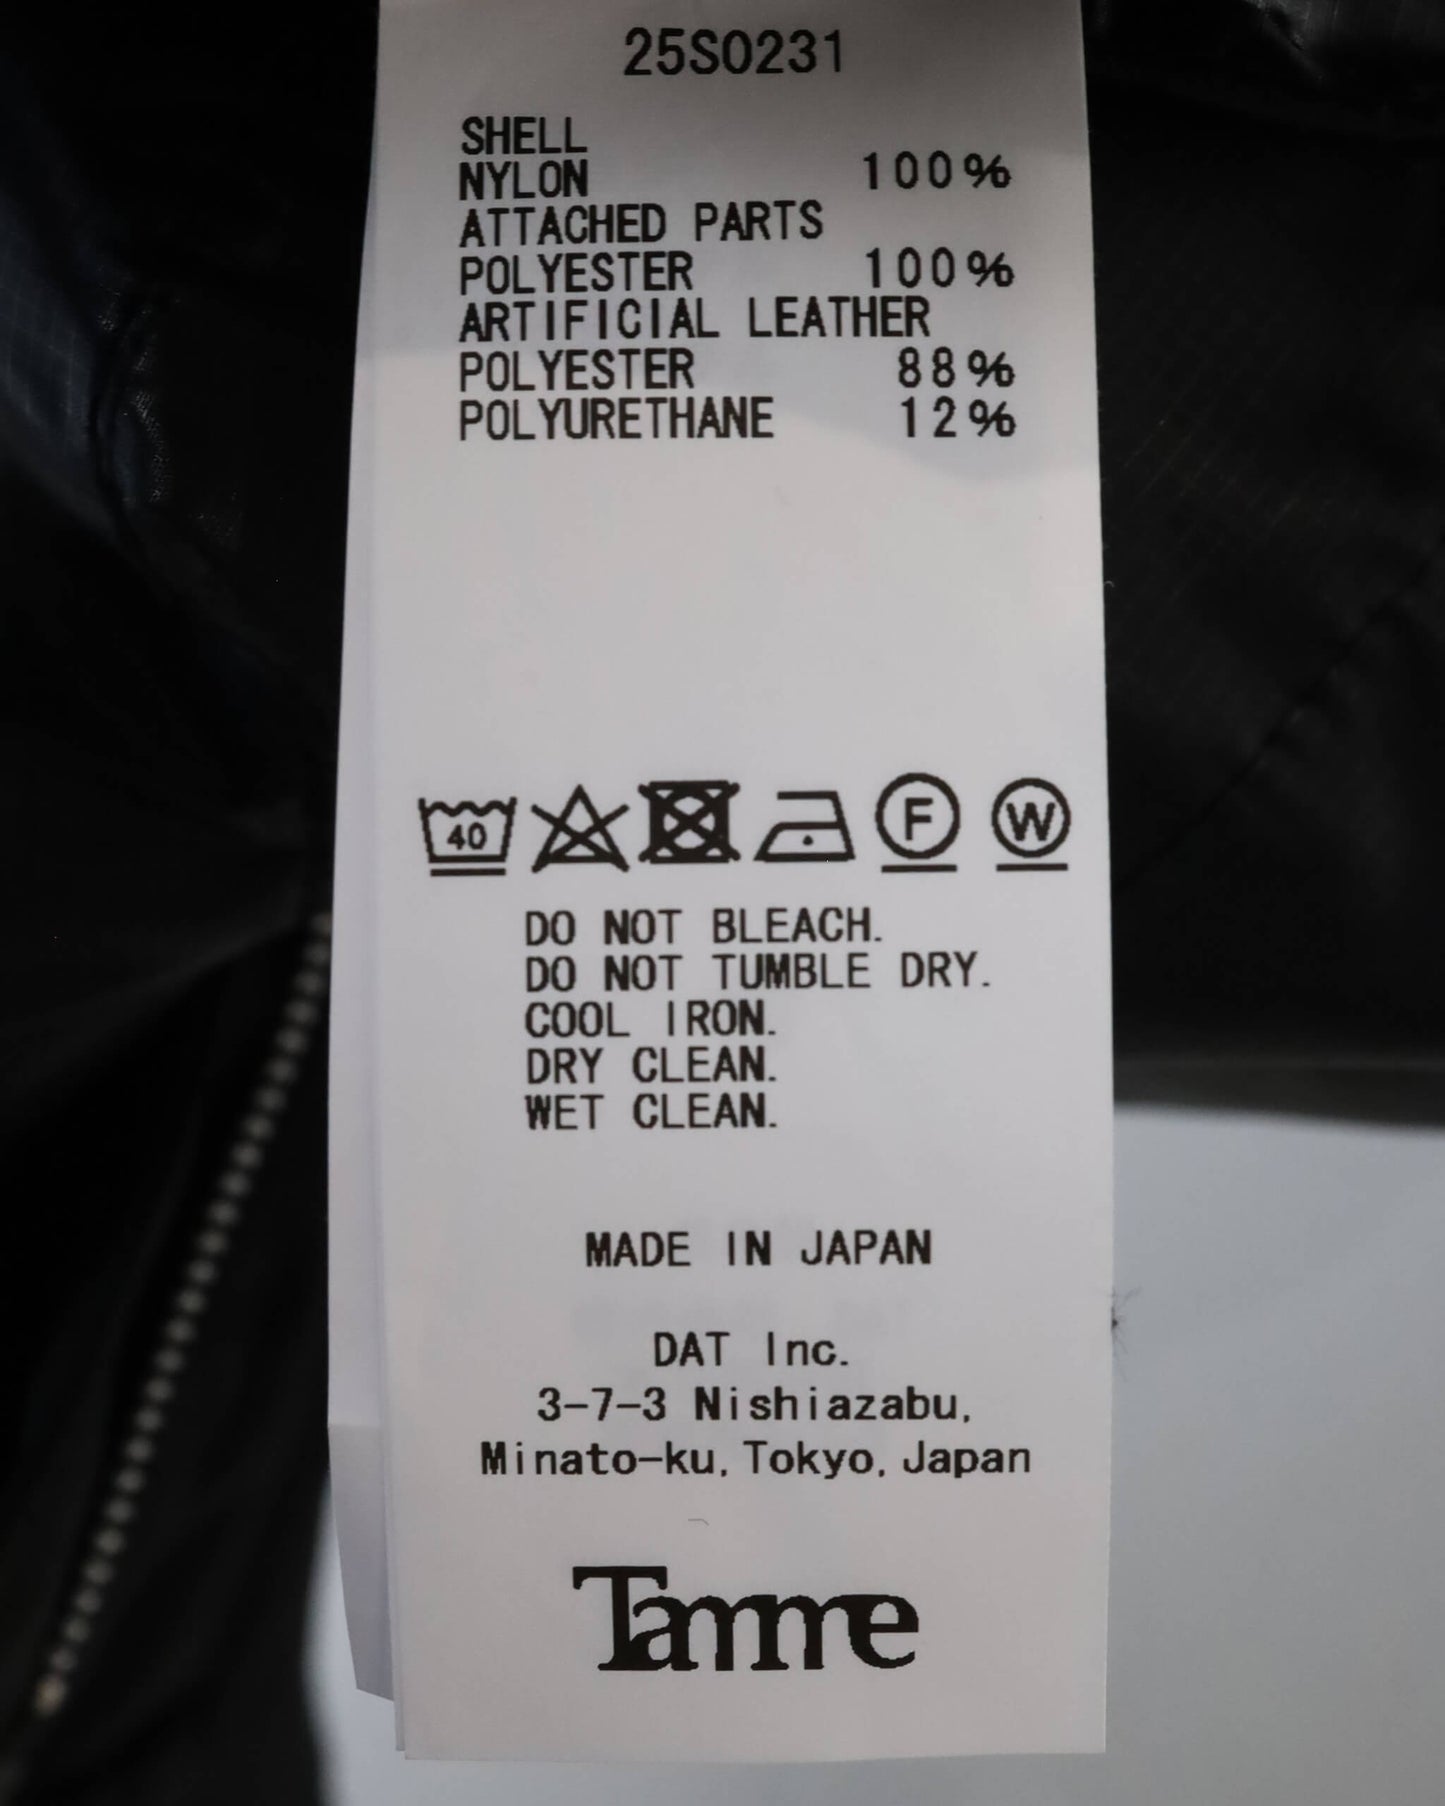 25S0231
SHELL
NYLON 100%
ATTACHED PARTS
POLYESTER 100%
ARTIFICIAL LEATHER
POLYESTER 88%
POLYURETHANE 12%
40 F W
DO NOT BLEACH.
DO NOT TUMBLE DRY.
COOL IRON.
DRY CLEAN.
WET CLEAN.
MADE IN JAPAN
DAT Inc.
3-7-3 Nishiazabu,
Minato-ku, Tokyo, Japan
Tamme